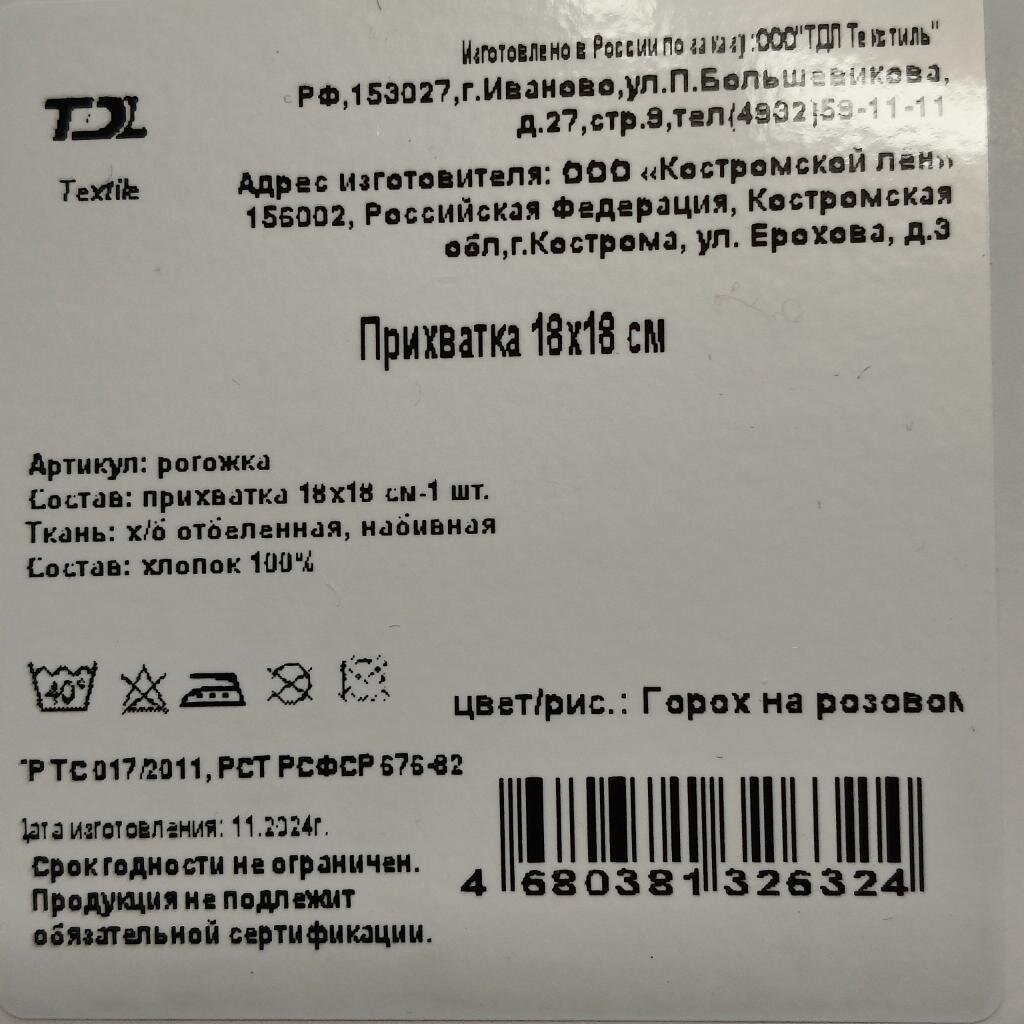 Изготовлено в России по заказу:ООО"ТДЛ Текстиль"
РФ,153027,г.Иваново,ул.П.Большевикова,
д.27,стр.9,тел(4932)59-11-11
TDL
Textile
Адрес изготовителя: ООО «Костромской лен»
156002, Российская Федерация, Костромская
обл,г.Кострома, ул. Ерохова, д.3
Прихватка 18х18 см
Артикул: рогожка
Состав: прихватка 18х18 см-1 шт.
Ткань: х/б отбеленная, набивная
Состав: хлопок 100%
40°
цвет/рис.: Горох на розовом
ТР ТС 017/2011, РСТ РСФСР 676-82
Дата изготовления: 11.2024г.
Срок годности не ограничен.
Продукция не подлежит
обязательной сертификации.
4 680381 326324